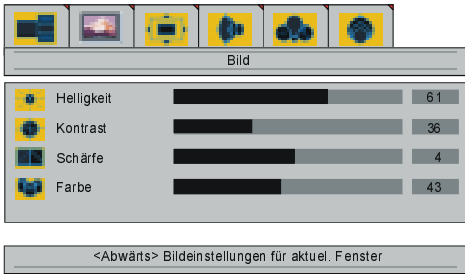 Bild
Helligkeit 61
Kontrast 36
Schärfe 4
Farbe 43
<Abwärts> Bildeinstellungen für aktuel. Fenster